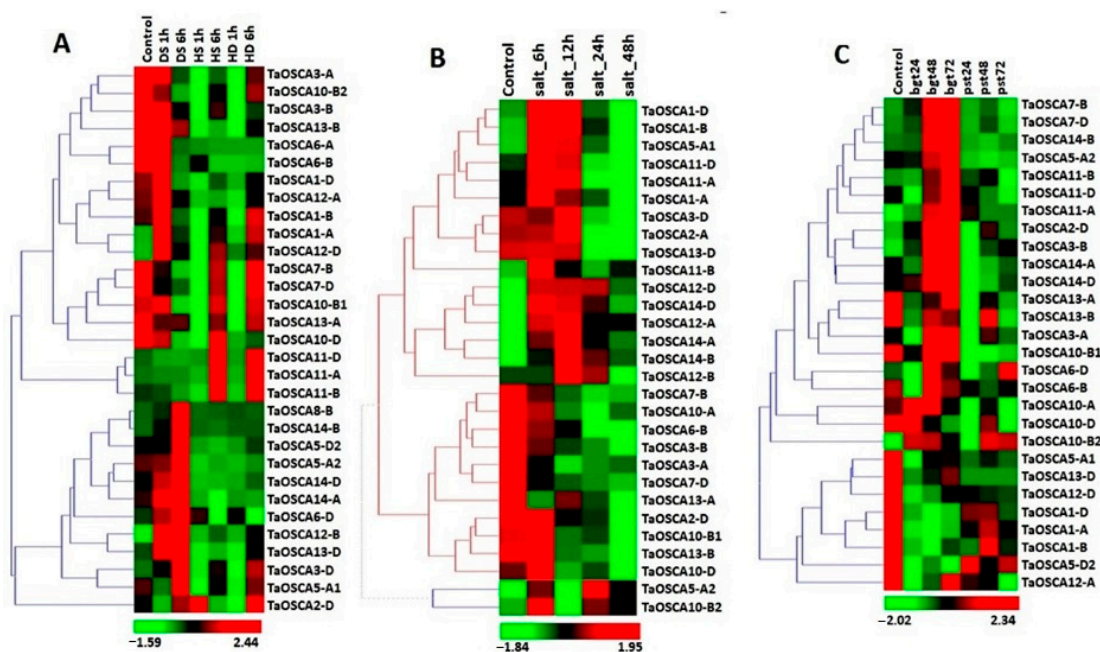 A
Control
DS 1h
DS 6h
HS 1h
HS 6h
HD 1h
HD 6h
TaOSCA3-A
TaOSCA10-B2
TaOSCA3-B
TaOSCA13-B
TaOSCA6-A
TaOSCA6-B
TaOSCA1-D
TaOSCA12-A
TaOSCA1-B
TaOSCA1-A
TaOSCA12-D
TaOSCA7-B
TaOSCA7-D
TaOSCA10-B1
TaOSCA13-A
TaOSCA10-D
TaOSCA11-D
TaOSCA11-A
TaOSCA11-B
TaOSCA8-B
TaOSCA14-B
TaOSCA5-D2
TaOSCA5-A2
TaOSCA14-D
TaOSCA14-A
TaOSCA6-D
TaOSCA12-B
TaOSCA13-D
TaOSCA3-D
TaOSCA5-A1
TaOSCA2-D
−1.59
2.44
B
Control
salt_6h
salt_12h
salt_24h
salt_48h
TaOSCA1-D
TaOSCA1-B
TaOSCA5-A1
TaOSCA11-D
TaOSCA11-A
TaOSCA1-A
TaOSCA3-D
TaOSCA2-A
TaOSCA13-D
TaOSCA11-B
TaOSCA12-D
TaOSCA14-D
TaOSCA12-A
TaOSCA14-A
TaOSCA14-B
TaOSCA12-B
TaOSCA7-B
TaOSCA10-A
TaOSCA6-B
TaOSCA3-B
TaOSCA3-A
TaOSCA7-D
TaOSCA13-A
TaOSCA2-D
TaOSCA10-B1
TaOSCA13-B
TaOSCA10-D
TaOSCA5-A2
TaOSCA10-B2
−1.84
1.95
C
Control
bgt24
bgt48
bgt72
pst24
pst48
pst72
TaOSCA7-B
TaOSCA7-D
TaOSCA14-B
TaOSCA5-A2
TaOSCA11-B
TaOSCA11-D
TaOSCA11-A
TaOSCA2-D
TaOSCA3-B
TaOSCA14-A
TaOSCA14-D
TaOSCA13-A
TaOSCA13-B
TaOSCA3-A
TaOSCA10-B1
TaOSCA6-D
TaOSCA6-B
TaOSCA10-A
TaOSCA10-D
TaOSCA10-B2
TaOSCA5-A1
TaOSCA13-D
TaOSCA12-D
TaOSCA1-D
TaOSCA1-A
TaOSCA1-B
TaOSCA5-D2
TaOSCA12-A
−2.02
2.34